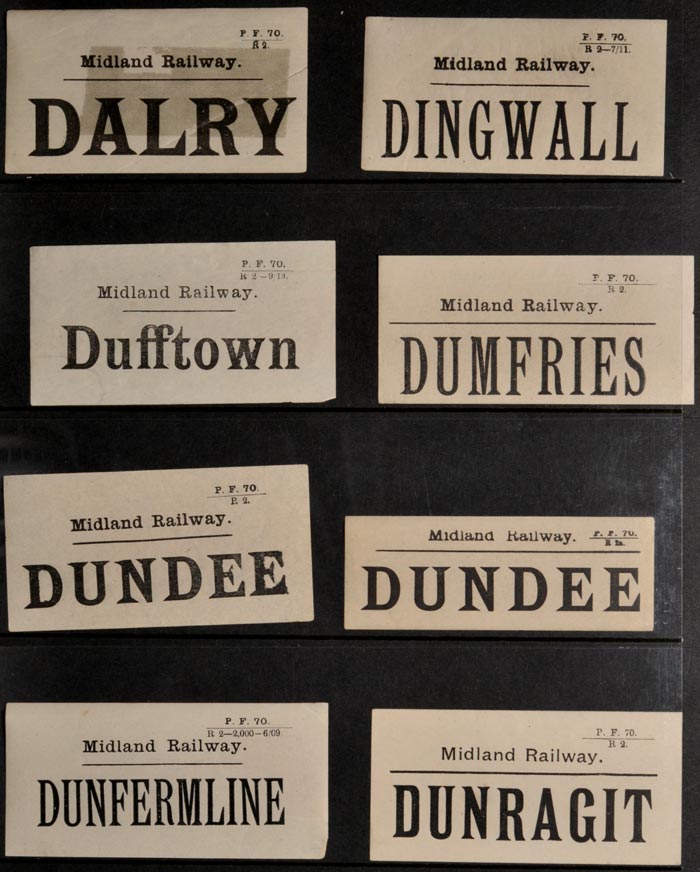 P. F. 70.
R 2.
Midland Railway.
DALRY
P. F. 70.
R 2—7/11.
Midland Railway.
DINGWALL
P. F. 70.
R 2—9 13.
Midland Railway.
Dufftown
P. F. 70.
R 2.
Midland Railway.
DUMFRIES
P. F. 70.
R 2.
Midland Railway.
DUNDEE
Midland Railway. P. F. 70.
DUNDEE
P. F. 70.
R 2—2,000—6/09.
Midland Railway.
DUNFERMLINE
P. F. 70.
R 2.
Midland Railway.
DUNRAGIT